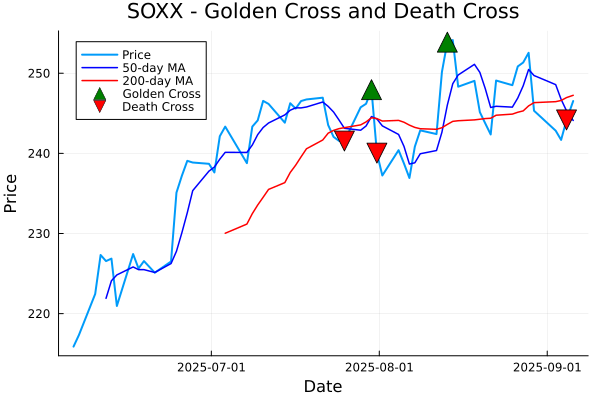 SOXX - Golden Cross and Death Cross
Price
50-day MA
200-day MA
Golden Cross
Death Cross
Price
250
240
230
220
2025-07-01
2025-08-01
2025-09-01
Date